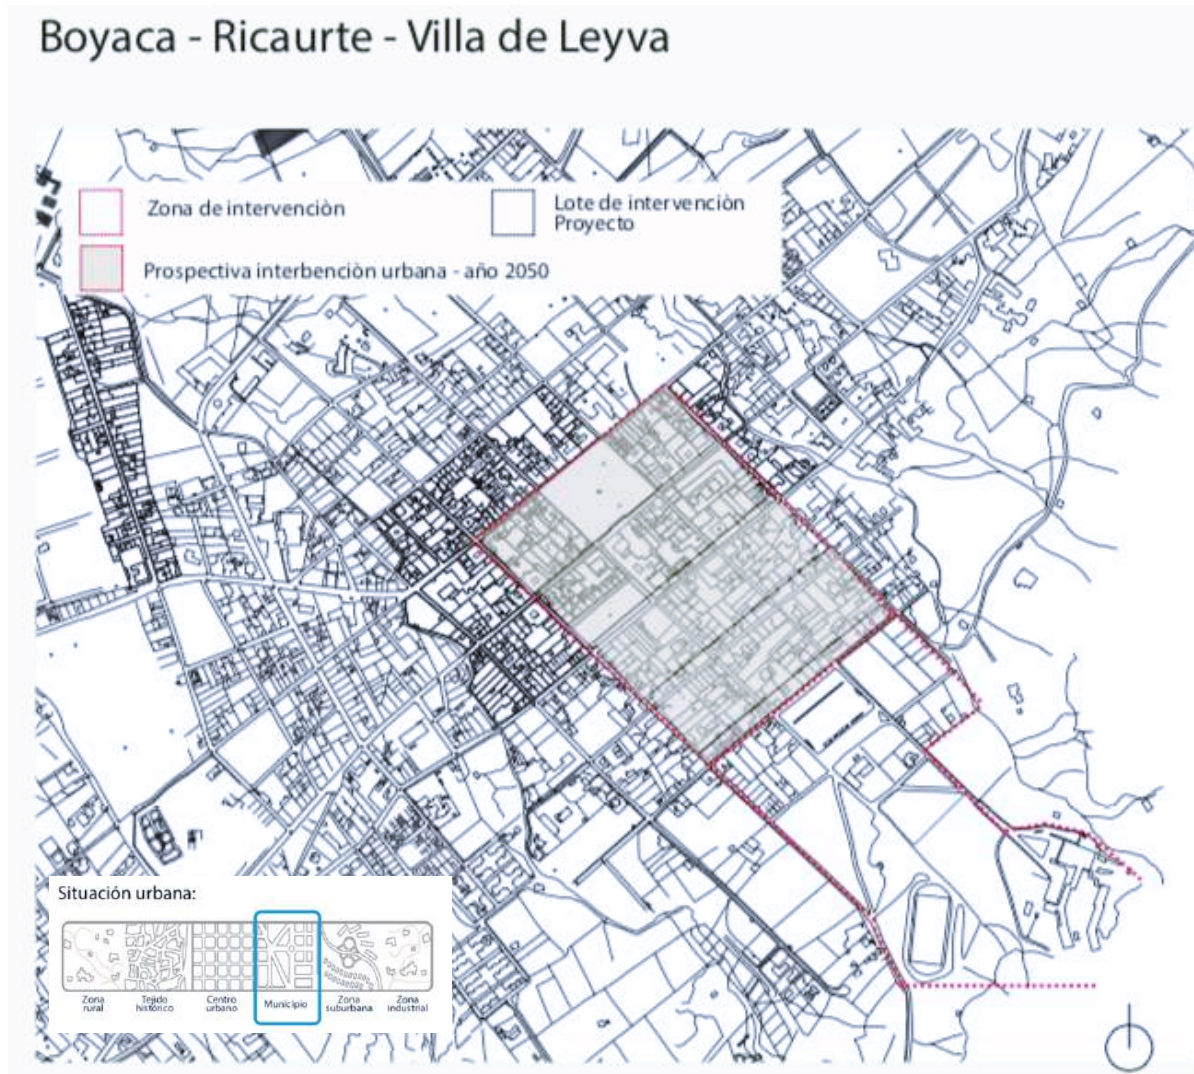 Boyaca - Ricaurte - Villa de Leyva
Zona de intervenciòn
Lote de intervenciòn
Proyecto
Prospectiva interbenciòn urbana - año 2050
Situación urbana:
Zona
rural
Tejido
histórico
Centro
urbano
Municipio
Zona
suburbana
Zona
industrial